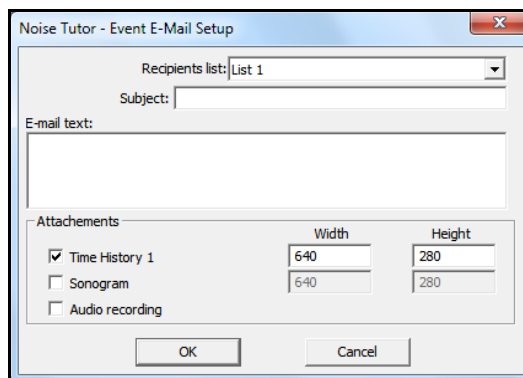 Noise Tutor - Event E-Mail Setup
Recipients list: List 1
Subject:
E-mail text:
Attachements
Width Height
Time History 1 640 280
Sonogram 640 280
Audio recording
OK Cancel